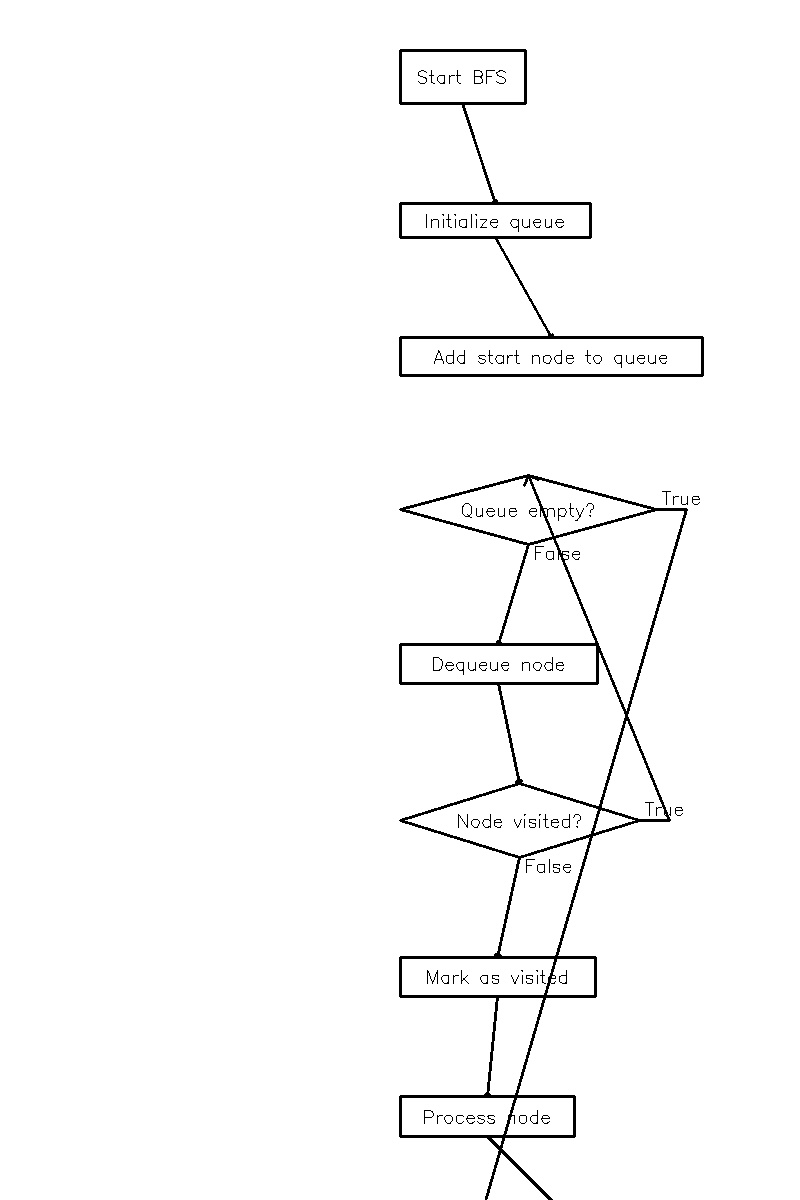 Start BFS
Initialize queue
Add start node to queue
True
Queue empty?
False
Dequeue node
True
Node visited?
False
Mark as visited
Process node